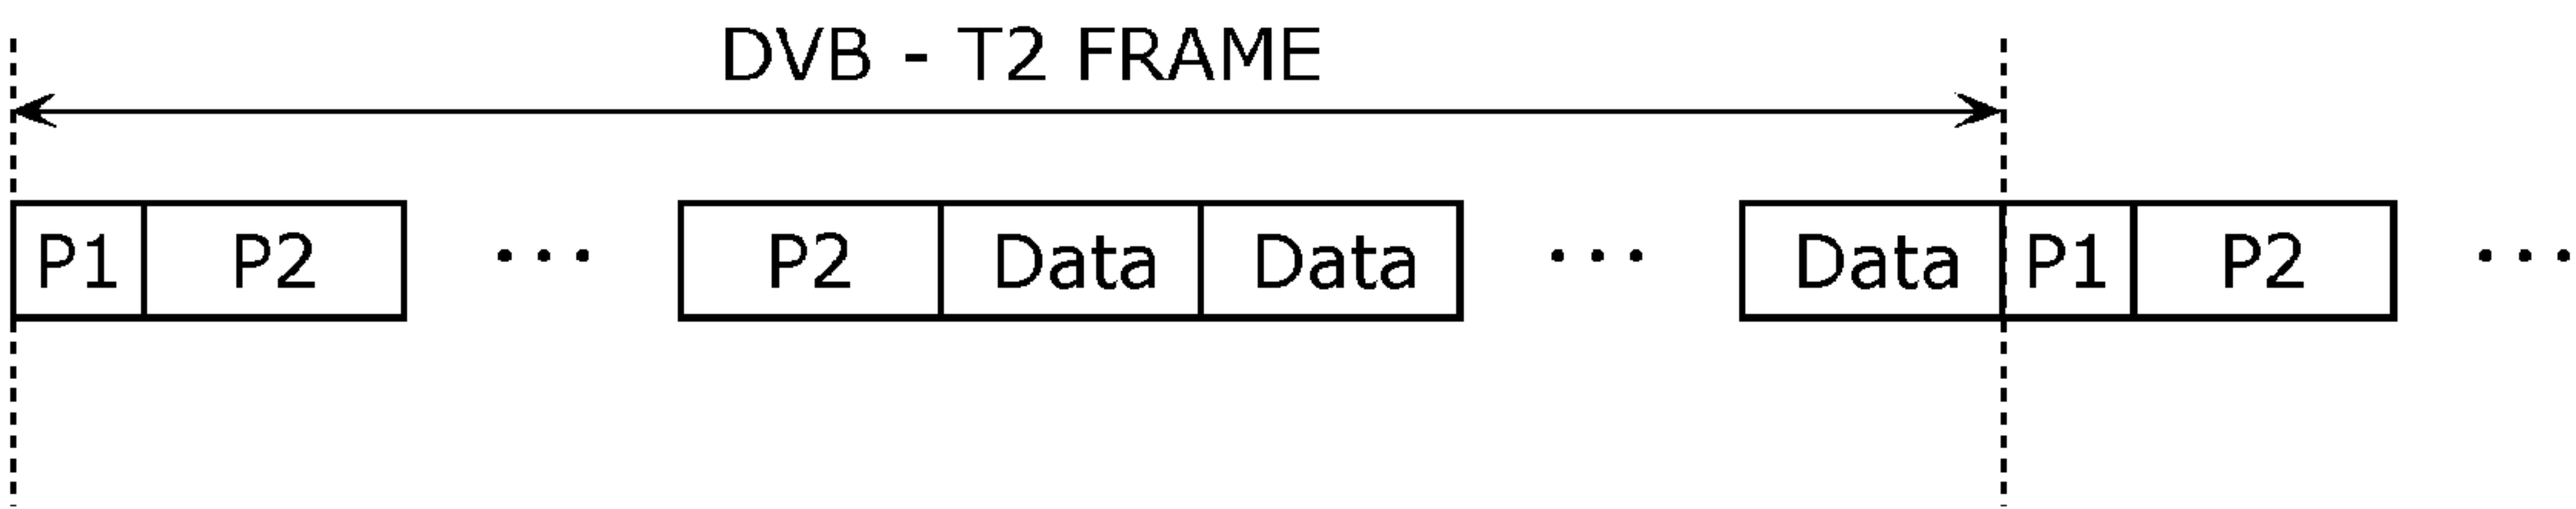 DVB - T2 FRAME
P1 P2 ... P2 Data Data ... Data P1 P2 ...